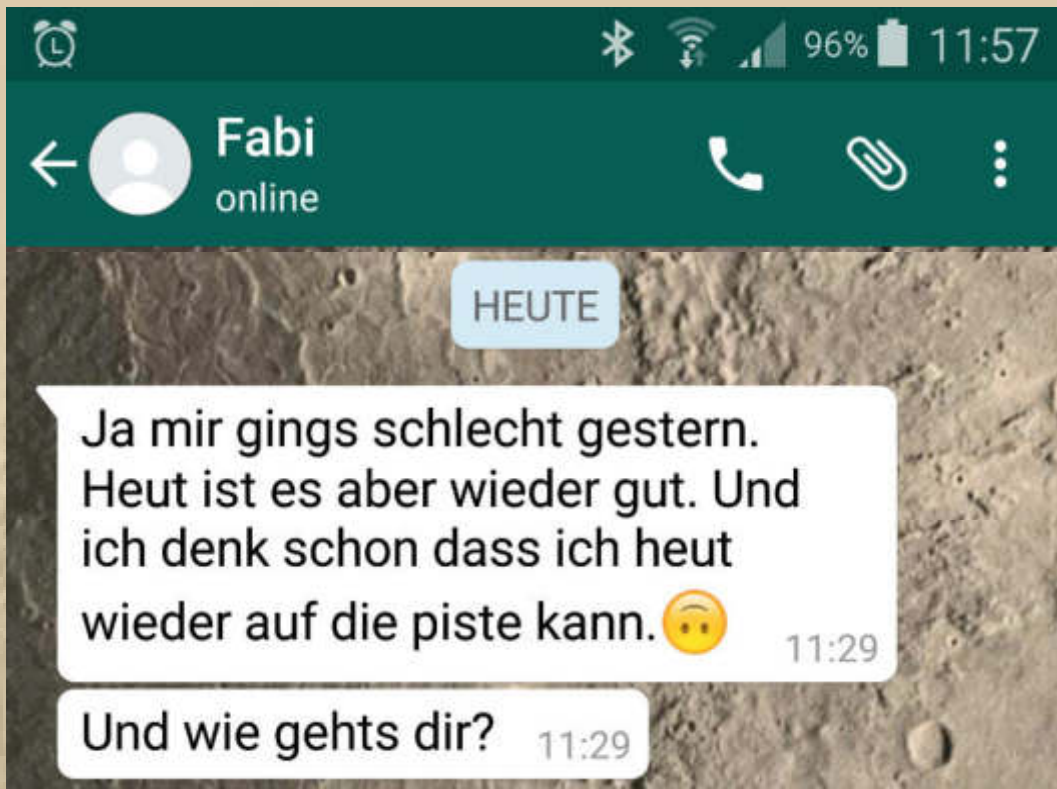 96% 11:57
Fabi
online
HEUTE
Ja mir gings schlecht gestern.
Heut ist es aber wieder gut. Und
ich denk schon dass ich heut
wieder auf die piste kann.🙃
11:29
Und wie gehts dir? 11:29